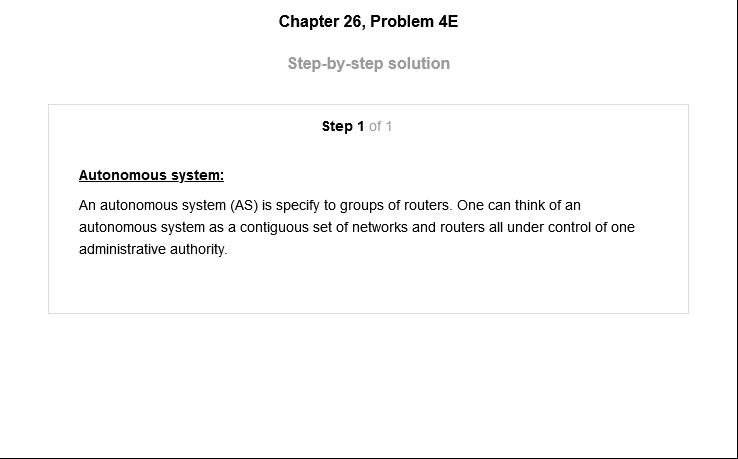 Chapter 26, Problem 4E
Step-by-step solution
Step 1 of 1
Autonomous system:
An autonomous system (AS) is specify to groups of routers. One can think of an
autonomous system as a contiguous set of networks and routers all under control of one
administrative authority.